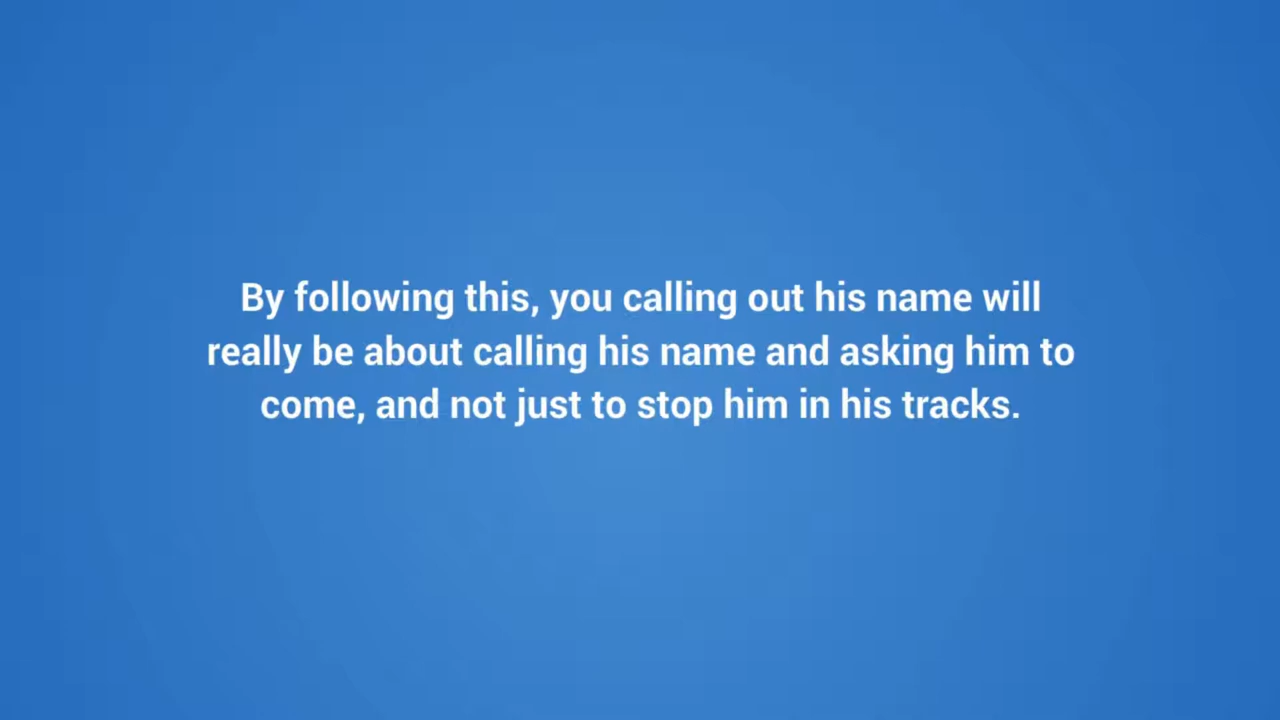 By following this, you calling out his name will
really be about calling his name and asking him to
come, and not just to stop him in his tracks.